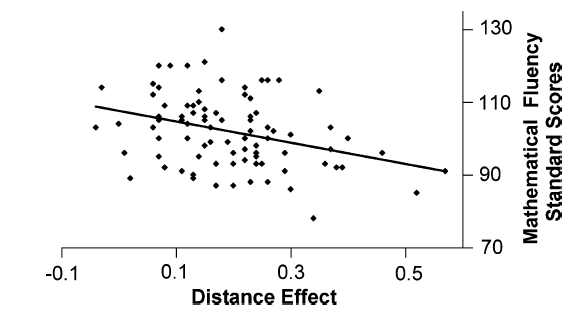 130
110
90
70
Mathematical Fluency
Standard Scores
-0.1 0.1 0.3 0.5
Distance Effect